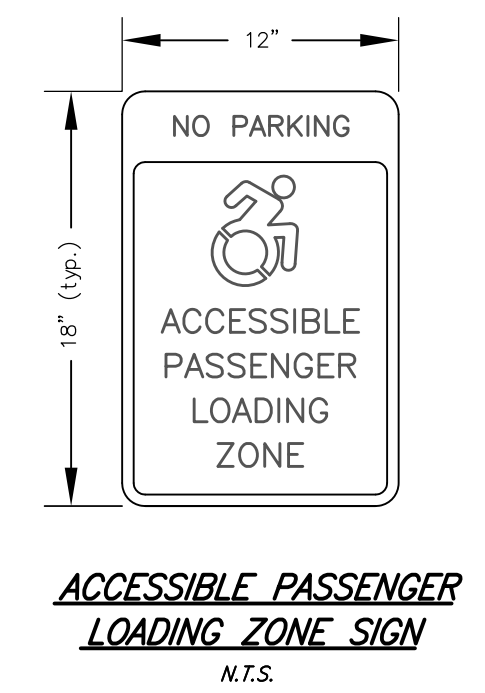 12"
NO PARKING
18" (typ.)
ACCESSIBLE
PASSENGER
LOADING
ZONE
ACCESSIBLE PASSENGER
LOADING ZONE SIGN
N.T.S.